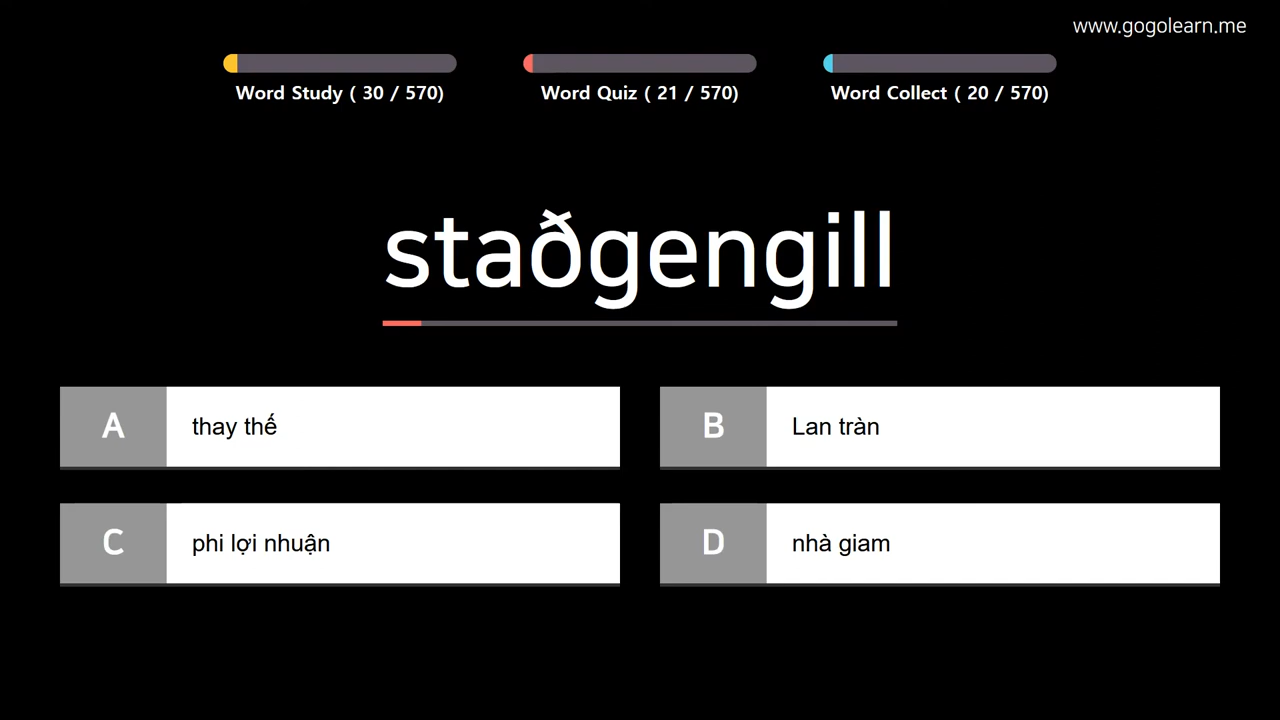 www.gogolearn.me
Word Study ( 30 / 570)
Word Quiz ( 21 / 570)
Word Collect ( 20 / 570)
staðgengill
A thay thế
B Lan tràn
C phi lợi nhuận
D nhà giam